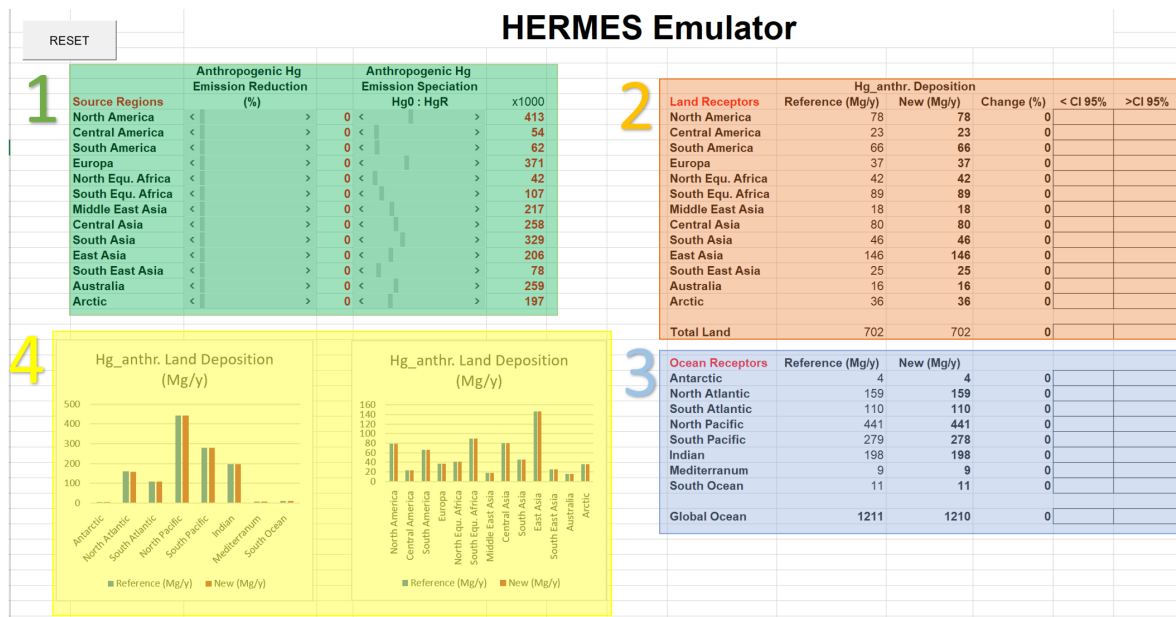 HERMES Emulator
RESET
1
Anthropogenic Hg Anthropogenic Hg
Emission Reduction Emission Speciation
Source Regions (%) Hg0 : HgR x1000
North America < > 0 < > 413
Central America < > 0 < > 54
South America < > 0 < > 62
Europa < > 0 < > 371
North Equ. Africa < > 0 < > 42
South Equ. Africa < > 0 < > 107
Middle East Asia < > 0 < > 217
Central Asia < > 0 < > 258
South Asia < > 0 < > 329
East Asia < > 0 < > 206
South East Asia < > 0 < > 78
Australia < > 0 < > 259
Arctic < > 0 < > 197
2
Hg_anthr. Deposition
Land Receptors Reference (Mg/y) New (Mg/y) Change (%) < CI 95% >CI 95%
North America 78 78 0
Central America 23 23 0
South America 66 66 0
Europa 37 37 0
North Equ. Africa 42 42 0
South Equ. Africa 89 89 0
Middle East Asia 18 18 0
Central Asia 80 80 0
South Asia 46 46 0
East Asia 146 146 0
South East Asia 25 25 0
Australia 16 16 0
Arctic 36 36 0
Total Land 702 702 0
3
Ocean Receptors Reference (Mg/y) New (Mg/y)
Antarctic 4 4 0
North Atlantic 159 159 0
South Atlantic 110 110 0
North Pacific 441 441 0
South Pacific 279 278 0
Indian 198 198 0
Mediterranum 9 9 0
South Ocean 11 11 0
Global Ocean 1211 1210 0
4
Hg_anthr. Land Deposition
(Mg/y)
500
400
300
200
100
0
Antarctic
North Atlantic
South Atlantic
North Pacific
South Pacific
Indian
Mediterranum
South Ocean
Reference (Mg/y) New (Mg/y)
Hg_anthr. Land Deposition
(Mg/y)
160
140
120
100
80
60
40
20
0
North America
Central America
South America
Europa
North Equ. Africa
South Equ. Africa
Middle East Asia
Central Asia
South Asia
East Asia
South East Asia
Australia
Arctic
Reference (Mg/y) New (Mg/y)